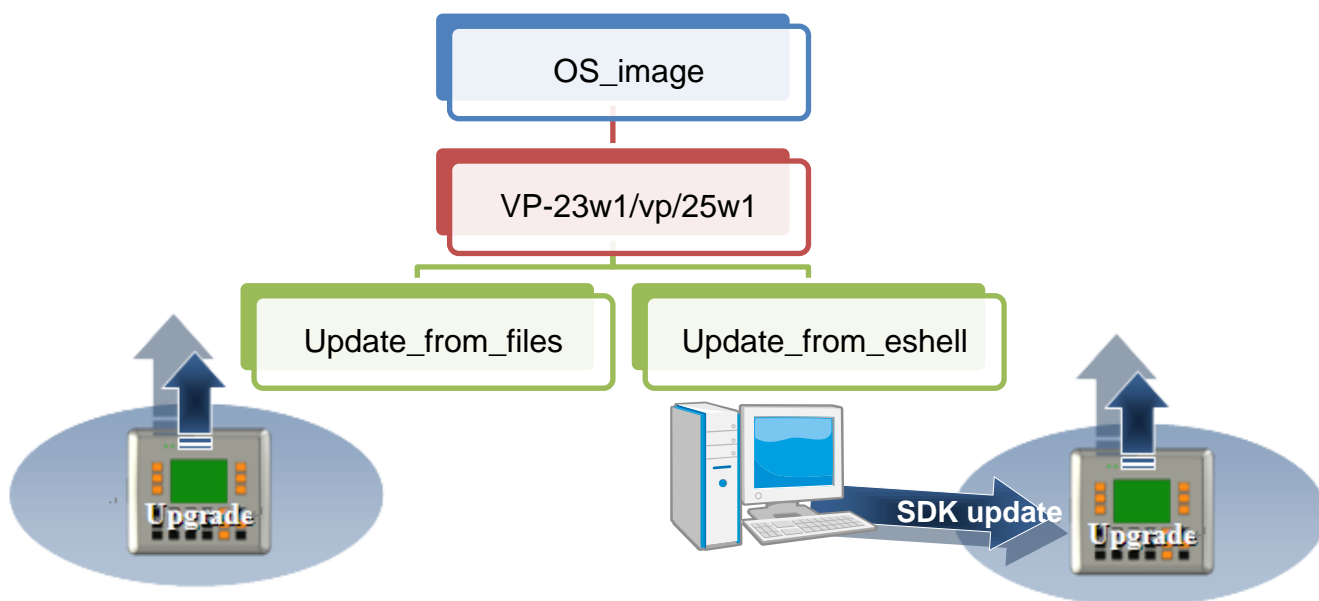 OS_image
VP-23w1/vp/25w1
Update_from_files
Update_from_eshell
Upgrade
SDK update
Upgrade